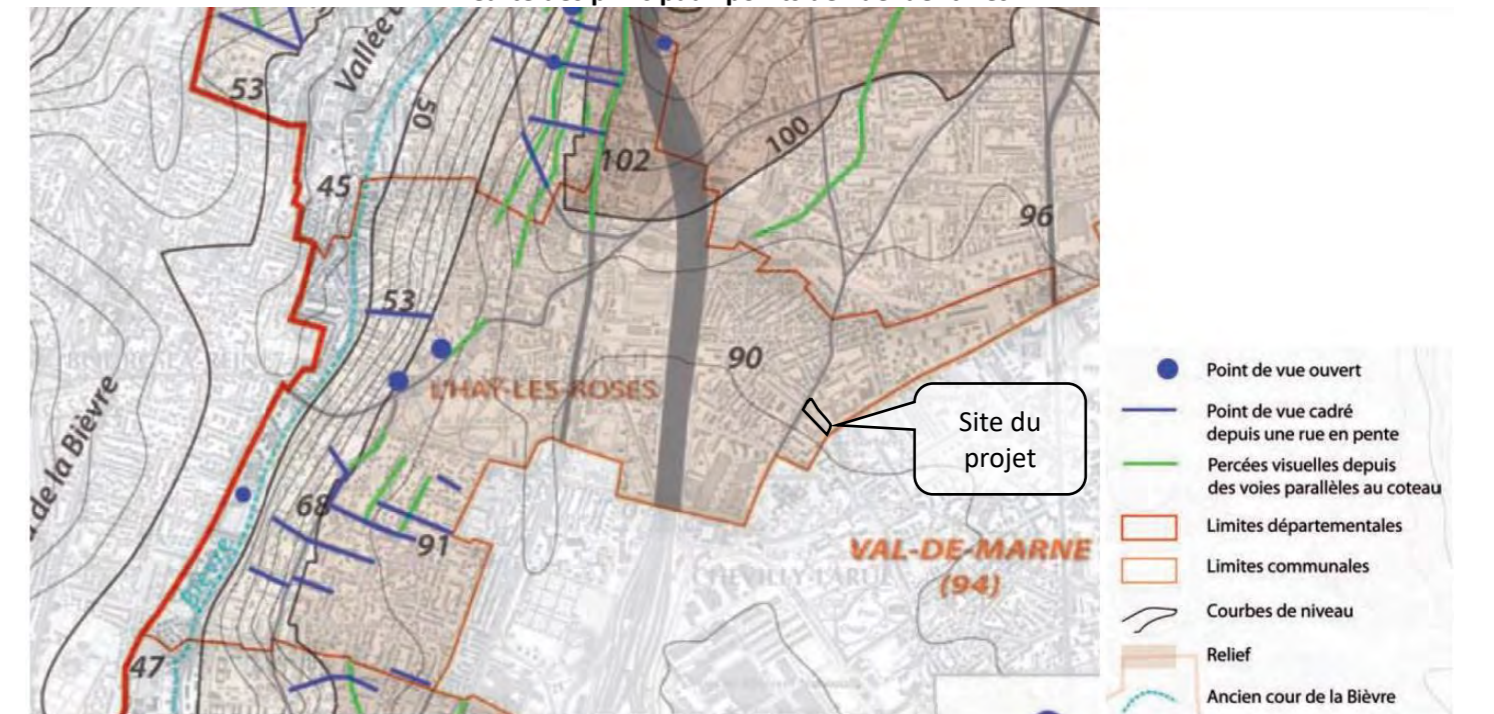 53
Vallée
50
102
100
45
96
53
90
L'HAY-LES-ROSES
Site du
projet
de la Bièvre
68
91
Bièvre
VAL-DE-MARNE
(94)
CHEVILLY-LARUE
47
Point de vue ouvert
Point de vue cadré
depuis une rue en pente
Percées visuelles depuis
des voies parallèles au coteau
Limites départementales
Limites communales
Courbes de niveau
Relief
Ancien cour de la Bièvre